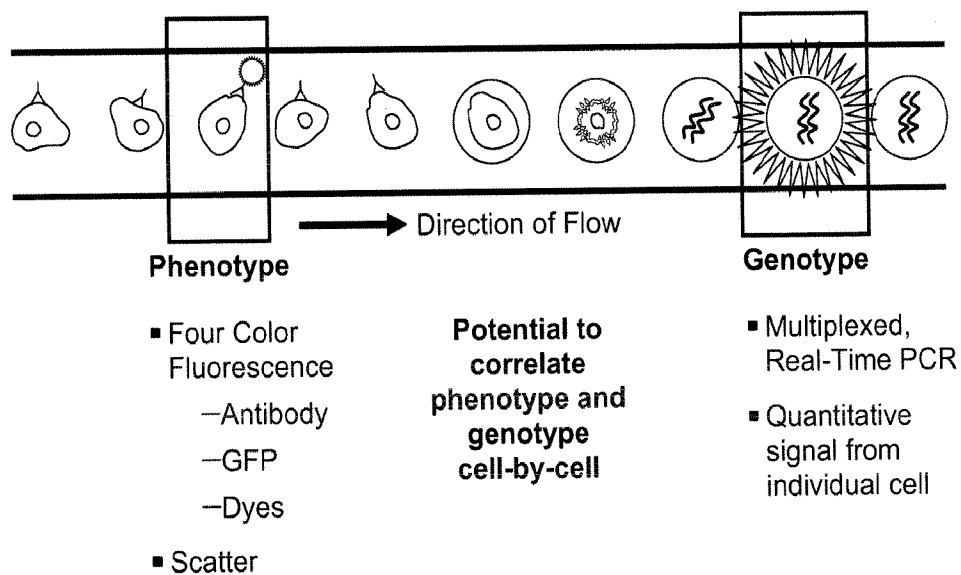 Direction of Flow
Phenotype
Genotype
▪ Four Color
Fluorescence
—Antibody
—GFP
—Dyes
▪ Scatter
Potential to
correlate
phenotype and
genotype
cell-by-cell
▪ Multiplexed,
Real-Time PCR
▪ Quantitative
signal from
individual cell